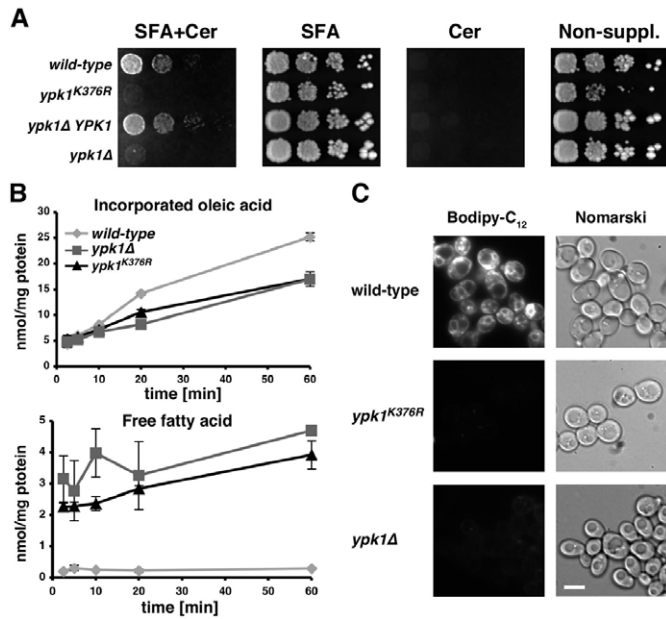 A
SFA+Cer SFA Cer Non-suppl.
wild-type
ypk1K376R
ypk1Δ YPK1
ypk1Δ
B
Incorporated oleic acid
30
25
20
15
10
5
0
nmol/mg ptotein
wild-type
ypk1Δ
ypk1K376R
0 10 20 30 40 50 60
time [min]
Free fatty acid
5
4
3
2
1
0
nmol/mg ptotein
0 10 20 30 40 50 60
time [min]
C
Bodipy-C12 Nomarski
wild-type
ypk1K376R
ypk1Δ